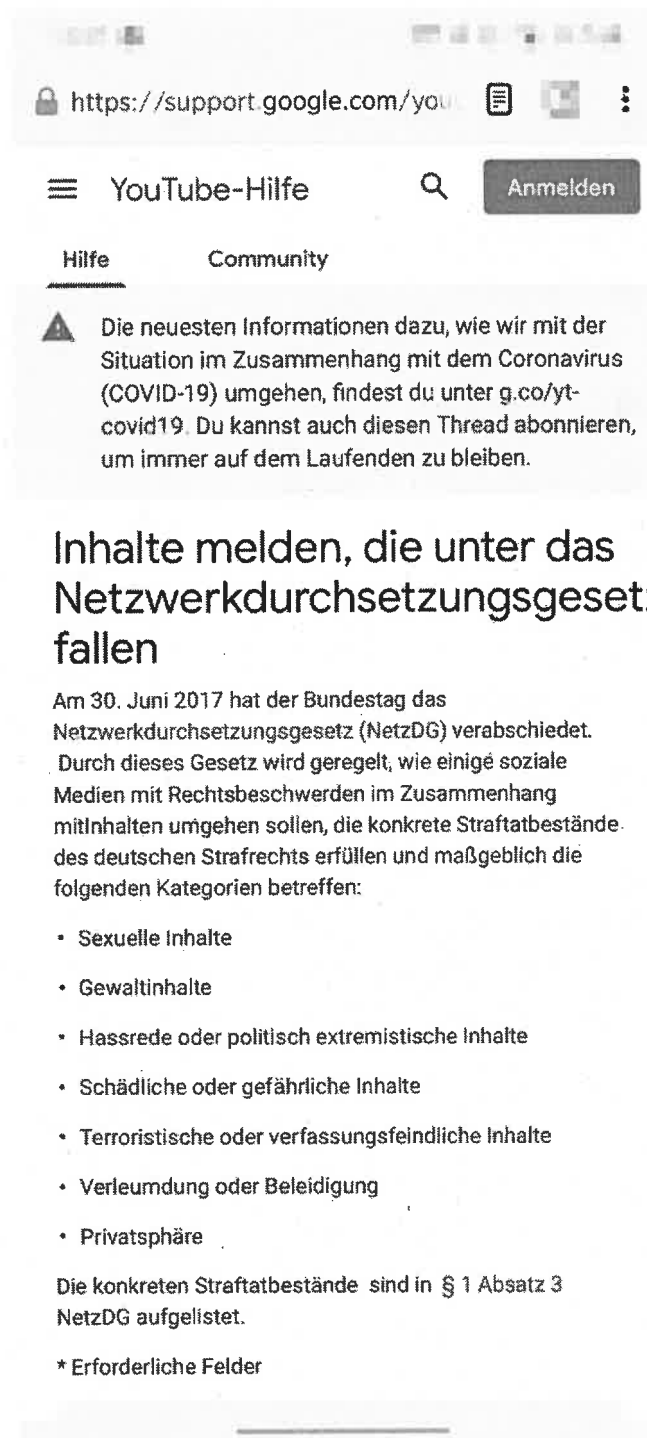 https://support.google.com/you
YouTube-Hilfe
Anmelden
Hilfe
Community
Die neuesten Informationen dazu, wie wir mit der
Situation im Zusammenhang mit dem Coronavirus
(COVID-19) umgehen, findest du unter g.co/yt-
covid19. Du kannst auch diesen Thread abonnieren,
um immer auf dem Laufenden zu bleiben.
Inhalte melden, die unter das
Netzwerkdurchsetzungsgesetz
fallen
Am 30. Juni 2017 hat der Bundestag das
Netzwerkdurchsetzungsgesetz (NetzDG) verabschiedet.
Durch dieses Gesetz wird geregelt, wie einige soziale
Medien mit Rechtsbeschwerden im Zusammenhang
mitInhalten umgehen sollen, die konkrete Straftatbestände
des deutschen Strafrechts erfüllen und maßgeblich die
folgenden Kategorien betreffen:
• Sexuelle Inhalte
• Gewaltinhalte
• Hassrede oder politisch extremistische Inhalte
• Schädliche oder gefährliche Inhalte
• Terroristische oder verfassungsfeindliche Inhalte
• Verleumdung oder Beleidigung
• Privatsphäre
Die konkreten Straftatbestände sind in § 1 Absatz 3
NetzDG aufgelistet.
* Erforderliche Felder